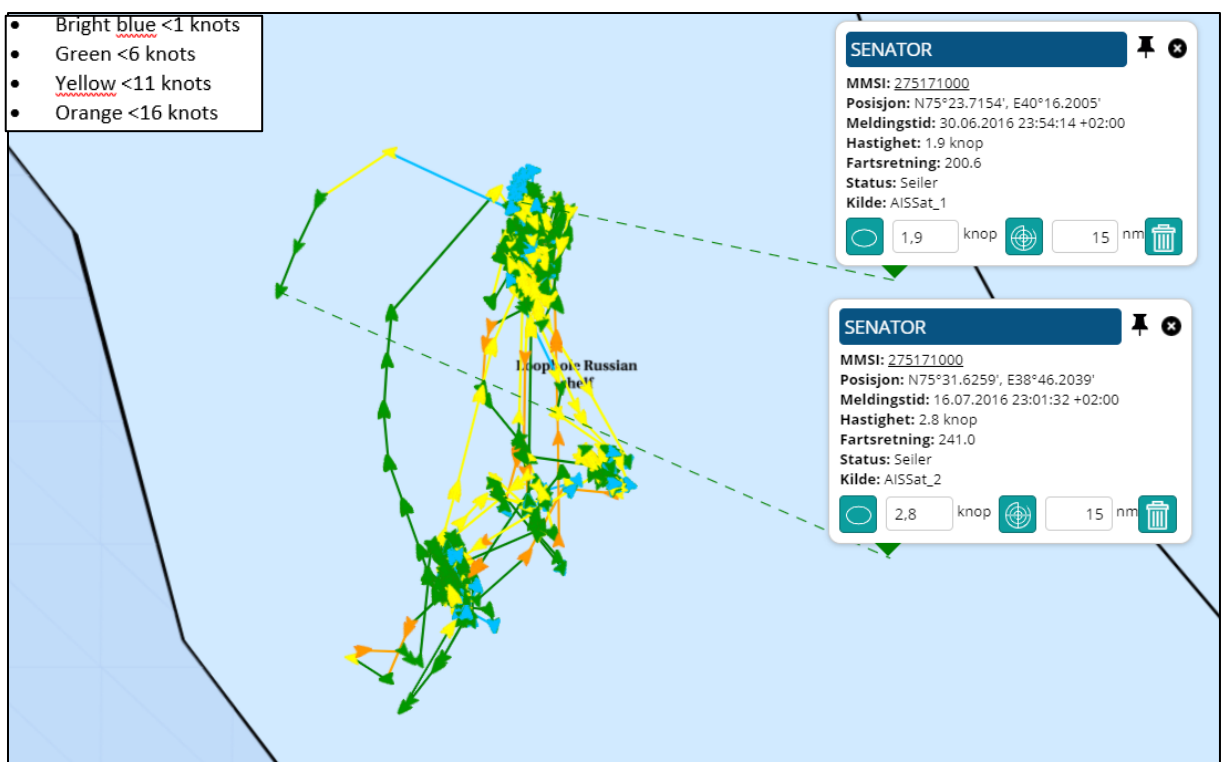 Bright blue <1 knots
Green <6 knots
Yellow <11 knots
Orange <16 knots
SENATOR
MMSI: 275171000
Posisjon: N75°23.7154', E40°16.2005'
Meldingstid: 30.06.2016 23:54:14 +02:00
Hastighet: 1.9 knop
Fartsretning: 200.6
Status: Seiler
Kilde: AISSat_1
1,9 knop 15 nm
SENATOR
MMSI: 275171000
Posisjon: N75°31.6259', E38°46.2039'
Meldingstid: 16.07.2016 23:01:32 +02:00
Hastighet: 2.8 knop
Fartsretning: 241.0
Status: Seiler
Kilde: AISSat_2
2,8 knop 15 nm
Loophole Russian
shelf